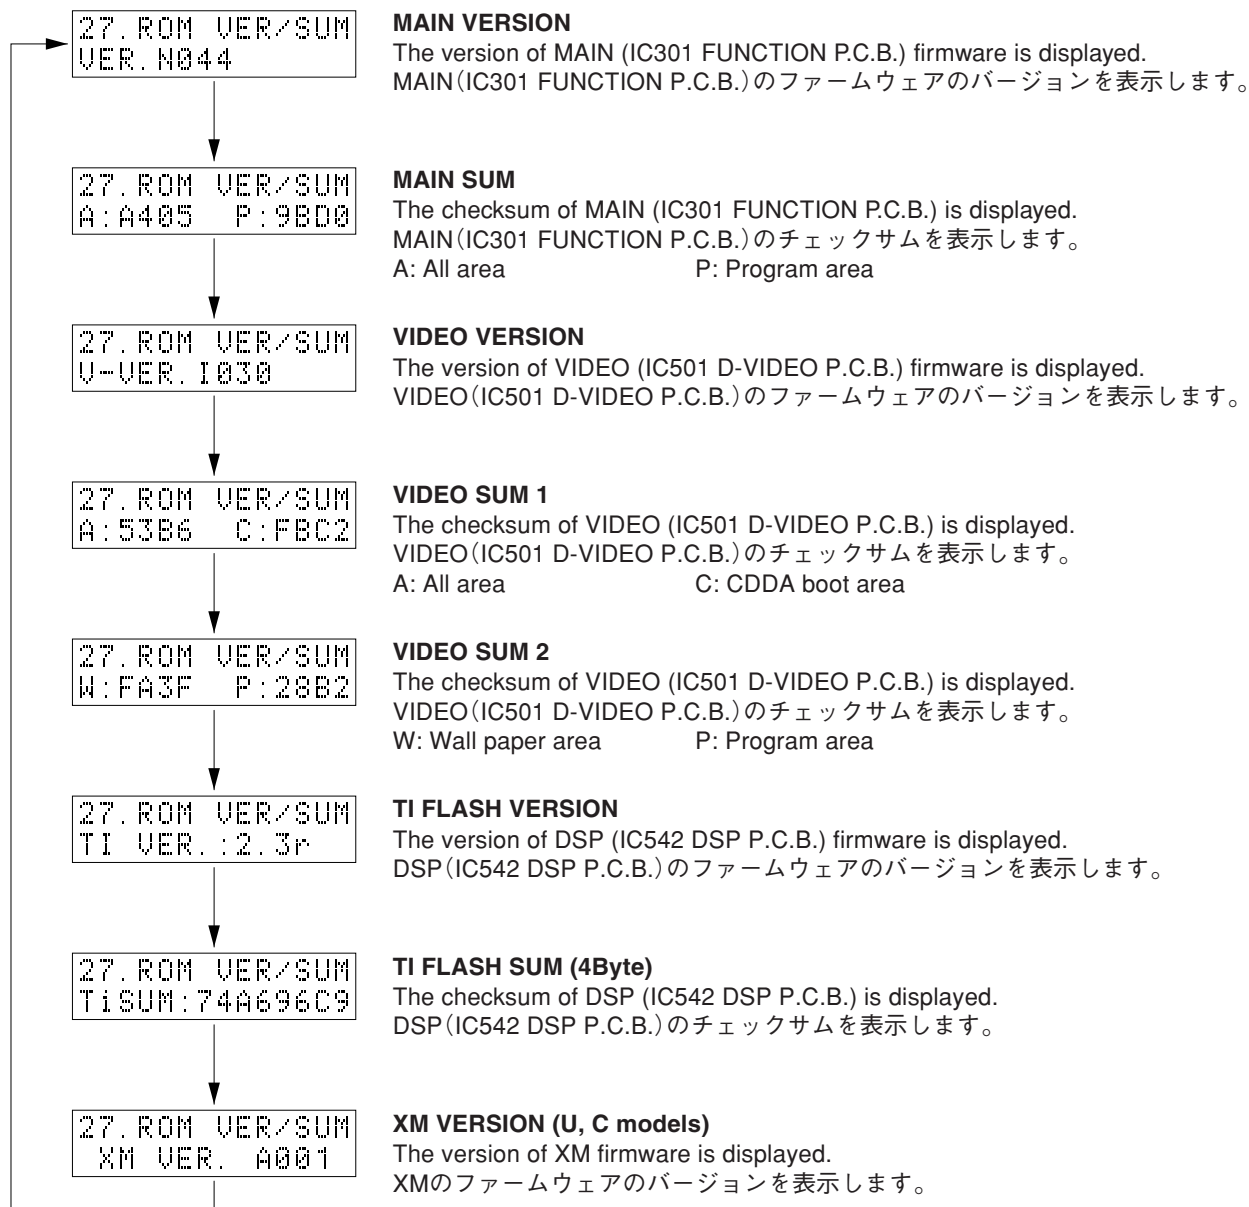 27.ROM VER/SUM
VER.N044
MAIN VERSION
The version of MAIN (IC301 FUNCTION P.C.B.) firmware is displayed.
MAIN(IC301 FUNCTION P.C.B.)のファームウェアのバージョンを表示します。
27.ROM VER/SUM
A:A405 P:9BD0
MAIN SUM
The checksum of MAIN (IC301 FUNCTION P.C.B.) is displayed.
MAIN(IC301 FUNCTION P.C.B.)のチェックサムを表示します。
A: All area P: Program area
27.ROM VER/SUM
V-VER.I030
VIDEO VERSION
The version of VIDEO (IC501 D-VIDEO P.C.B.) firmware is displayed.
VIDEO(IC501 D-VIDEO P.C.B.)のファームウェアのバージョンを表示します。
27.ROM VER/SUM
A:53B6 C:FBC2
VIDEO SUM 1
The checksum of VIDEO (IC501 D-VIDEO P.C.B.) is displayed.
VIDEO(IC501 D-VIDEO P.C.B.)のチェックサムを表示します。
A: All area C: CDDA boot area
27.ROM VER/SUM
W:FA3F P:28B2
VIDEO SUM 2
The checksum of VIDEO (IC501 D-VIDEO P.C.B.) is displayed.
VIDEO(IC501 D-VIDEO P.C.B.)のチェックサムを表示します。
W: Wall paper area P: Program area
27.ROM VER/SUM
TI VER.:2.3r
TI FLASH VERSION
The version of DSP (IC542 DSP P.C.B.) firmware is displayed.
DSP(IC542 DSP P.C.B.)のファームウェアのバージョンを表示します。
27.ROM VER/SUM
TiSUM:74A696C9
TI FLASH SUM (4Byte)
The checksum of DSP (IC542 DSP P.C.B.) is displayed.
DSP(IC542 DSP P.C.B.)のチェックサムを表示します。
27.ROM VER/SUM
XM VER. A001
XM VERSION (U, C models)
The version of XM firmware is displayed.
XMのファームウェアのバージョンを表示します。